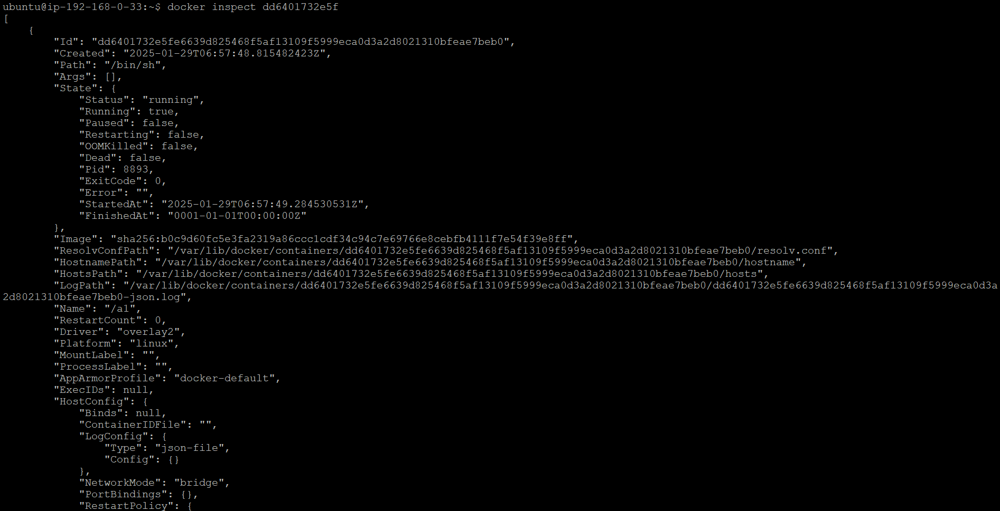 ubuntu@ip-192-168-0-33:~$ docker inspect dd6401732e5f
[
    {
        "Id": "dd6401732e5fe6639d825468f5af13109f5999eca0d3a2d8021310bfeae7beb0",
        "Created": "2025-01-29T06:57:48.815482423Z",
        "Path": "/bin/sh",
        "Args": [],
        "State": {
            "Status": "running",
            "Running": true,
            "Paused": false,
            "Restarting": false,
            "OOMKilled": false,
            "Dead": false,
            "Pid": 8893,
            "ExitCode": 0,
            "Error": "",
            "StartedAt": "2025-01-29T06:57:49.284530531Z",
            "FinishedAt": "0001-01-01T00:00:00Z"
        },
        "Image": "sha256:b0c9d60fc5e3fa2319a86ccc1cdf34c94c7e69766e8cebfb4111f7e54f39e8ff",
        "ResolvConfPath": "/var/lib/docker/containers/dd6401732e5fe6639d825468f5af13109f5999eca0d3a2d8021310bfeae7beb0/resolv.conf",
        "HostnamePath": "/var/lib/docker/containers/dd6401732e5fe6639d825468f5af13109f5999eca0d3a2d8021310bfeae7beb0/hostname",
        "HostsPath": "/var/lib/docker/containers/dd6401732e5fe6639d825468f5af13109f5999eca0d3a2d8021310bfeae7beb0/hosts",
        "LogPath": "/var/lib/docker/containers/dd6401732e5fe6639d825468f5af13109f5999eca0d3a2d8021310bfeae7beb0/dd6401732e5fe6639d825468f5af13109f5999eca0d3a
2d8021310bfeae7beb0-json.log",
        "Name": "/a1",
        "RestartCount": 0,
        "Driver": "overlay2",
        "Platform": "linux",
        "MountLabel": "",
        "ProcessLabel": "",
        "AppArmorProfile": "docker-default",
        "ExecIDs": null,
        "HostConfig": {
            "Binds": null,
            "ContainerIDFile": "",
            "LogConfig": {
                "Type": "json-file",
                "Config": {}
            },
            "NetworkMode": "bridge",
            "PortBindings": {},
            "RestartPolicy": {